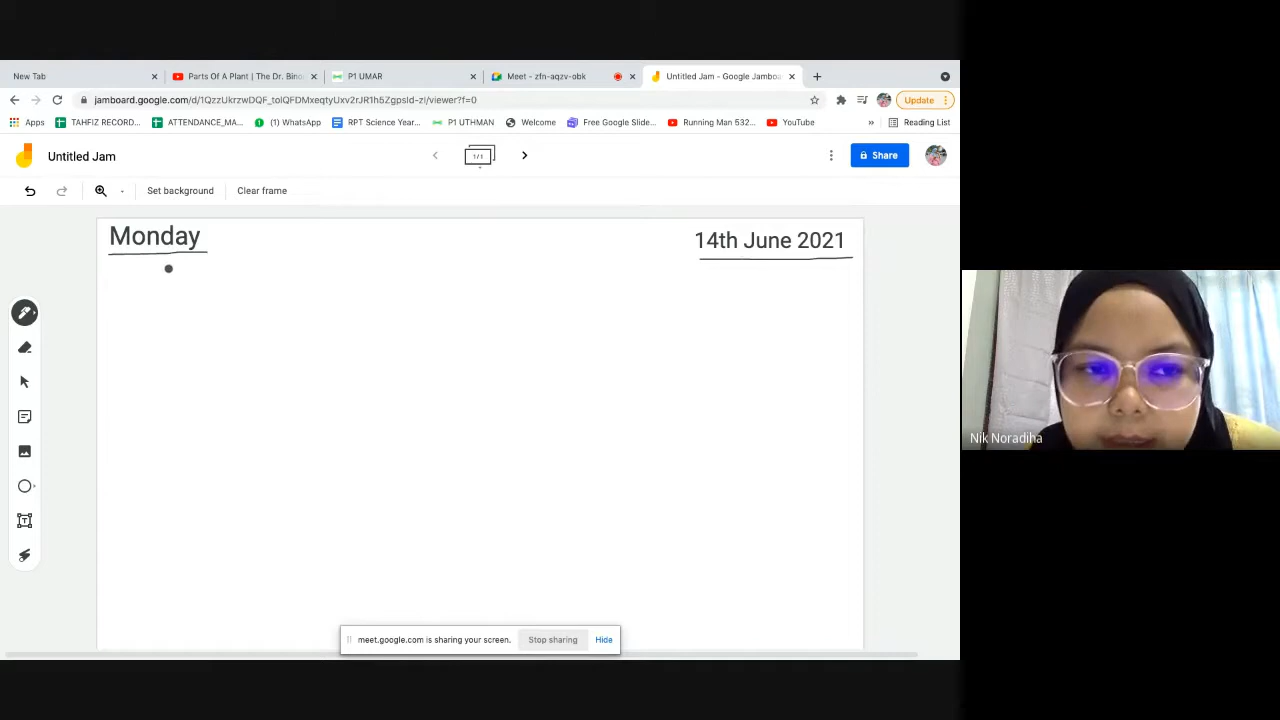 New Tab
Parts Of A Plant | The Dr. Bino
P1 UMAR
Meet - zfn-aqzv-obk
Untitled Jam - Google Jamboa
jamboard.google.com/d/1QzzUkrzwDQF_tolQFDMxeqtyUxv2rJR1h5Zgpsld-zI/viewer?f=0
Update
Apps
TAHFIZ RECORD...
ATTENDANCE_MA...
(1) WhatsApp
RPT Science Year...
P1 UTHMAN
Welcome
Free Google Slide...
Running Man 532...
YouTube
»
Reading List
Untitled Jam
1/1
Share
Set background
Clear frame
Monday
14th June 2021
Nik Noradiha
meet.google.com is sharing your screen.
Stop sharing
Hide